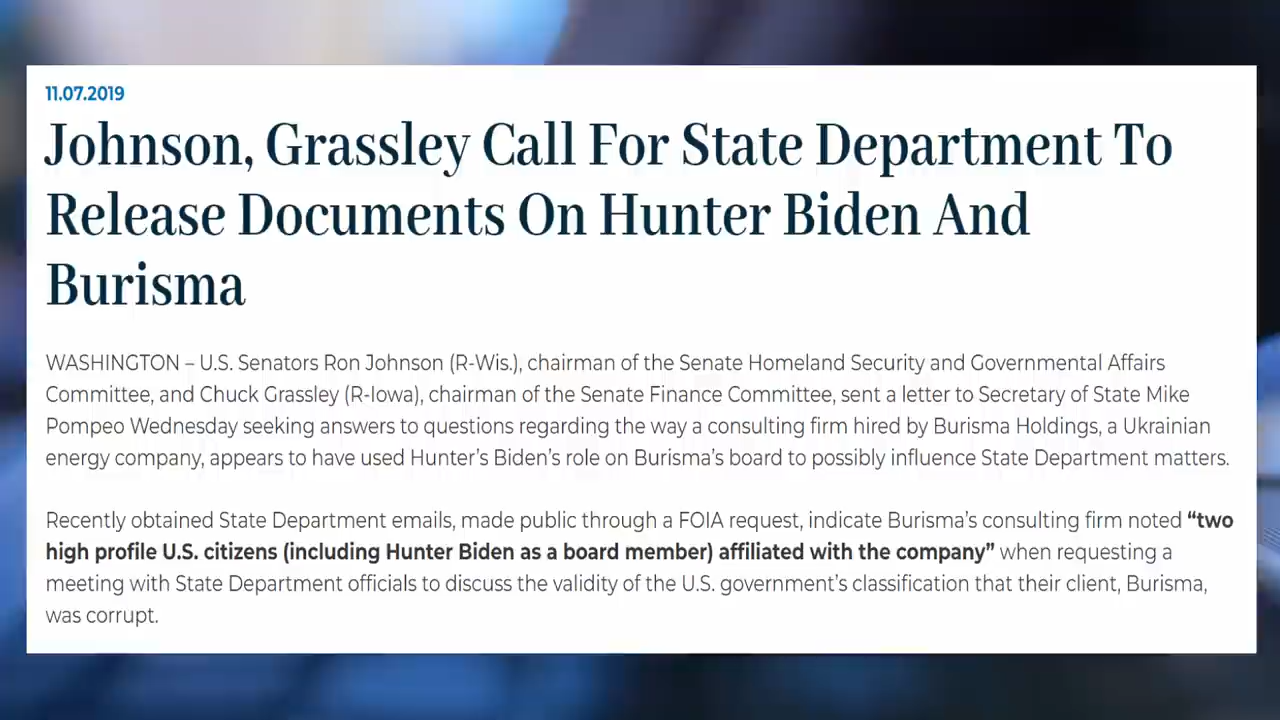 11.07.2019
Johnson, Grassley Call For State Department To
Release Documents On Hunter Biden And
Burisma
WASHINGTON – U.S. Senators Ron Johnson (R-Wis.), chairman of the Senate Homeland Security and Governmental Affairs
Committee, and Chuck Grassley (R-Iowa), chairman of the Senate Finance Committee, sent a letter to Secretary of State Mike
Pompeo Wednesday seeking answers to questions regarding the way a consulting firm hired by Burisma Holdings, a Ukrainian
energy company, appears to have used Hunter's Biden's role on Burisma's board to possibly influence State Department matters.
Recently obtained State Department emails, made public through a FOIA request, indicate Burisma's consulting firm noted “two
high profile U.S. citizens (including Hunter Biden as a board member) affiliated with the company” when requesting a
meeting with State Department officials to discuss the validity of the U.S. government's classification that their client, Burisma,
was corrupt.